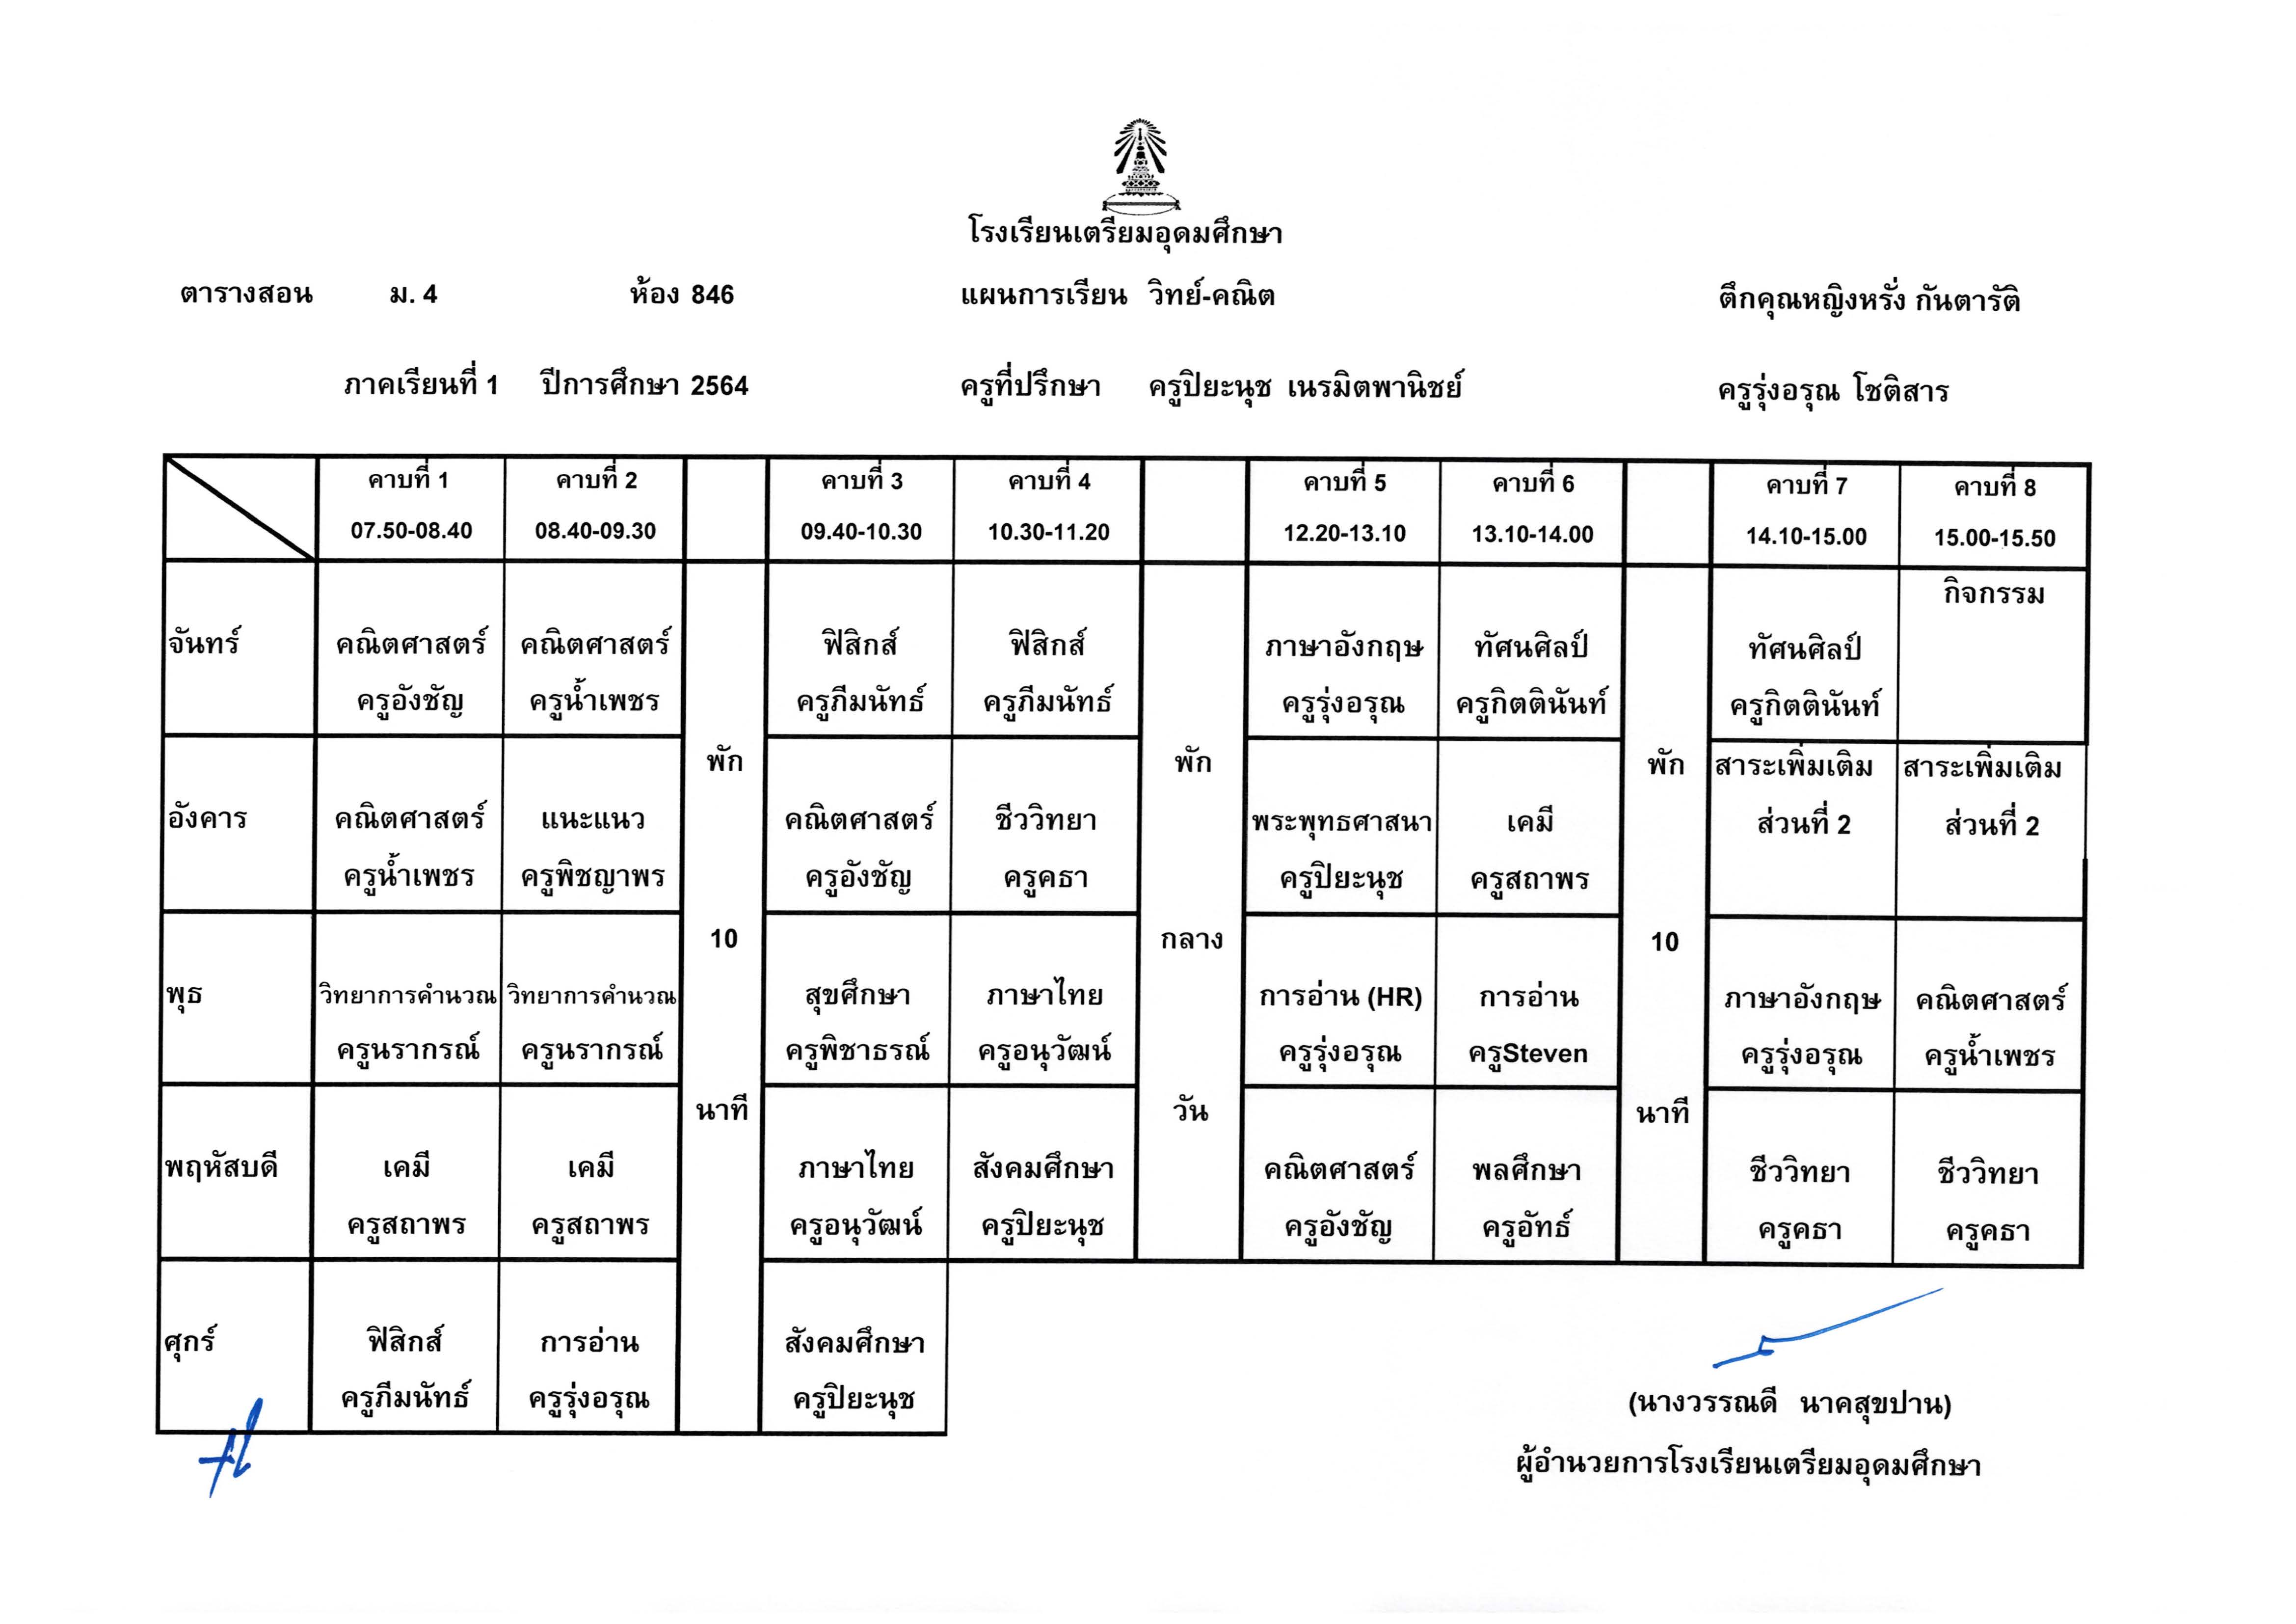 โรงเรียนเตรียมอุดมศึกษา
ตารางสอน ม. 4 ห้อง 846 แผนการเรียน วิทย์-คณิต ตึกคุณหญิงหรั่ง กันตารัติ
ภาคเรียนที่ 1 ปีการศึกษา 2564 ครูที่ปรึกษา ครูปิยะนุช เนรมิตพานิชย์ ครูรุ่งอรุณ โชติสาร
คาบที่ 1 คาบที่ 2 คาบที่ 3 คาบที่ 4 คาบที่ 5 คาบที่ 6 คาบที่ 7 คาบที่ 8
07.50-08.40 08.40-09.30 09.40-10.30 10.30-11.20 12.20-13.10 13.10-14.00 14.10-15.00 15.00-15.50
กิจกรรม
จันทร์ คณิตศาสตร์ คณิตศาสตร์ ฟิสิกส์ ฟิสิกส์ ภาษาอังกฤษ ทัศนศิลป์ ทัศนศิลป์
ครูอังชัญ ครูน้ำเพชร ครูภีมนัทธ์ ครูภีมนัทธ์ ครูรุ่งอรุณ ครูกิตตินันท์ ครูกิตตินันท์
พัก พัก พัก สาระเพิ่มเติม สาระเพิ่มเติม
อังคาร คณิตศาสตร์ แนะแนว คณิตศาสตร์ ชีววิทยา พระพุทธศาสนา เคมี ส่วนที่ 2 ส่วนที่ 2
ครูน้ำเพชร ครูพิชญาพร ครูอังชัญ ครูคธา ครูปิยะนุช ครูสถาพร
10 กลาง 10
พุธ วิทยาการคำนวณ วิทยาการคำนวณ สุขศึกษา ภาษาไทย การอ่าน (HR) การอ่าน ภาษาอังกฤษ คณิตศาสตร์
ครูนรากรณ์ ครูนรากรณ์ ครูพิชาธรณ์ ครูอนุวัฒน์ ครูรุ่งอรุณ ครูSteven ครูรุ่งอรุณ ครูน้ำเพชร
นาที วัน นาที
พฤหัสบดี เคมี เคมี ภาษาไทย สังคมศึกษา คณิตศาสตร์ พลศึกษา ชีววิทยา ชีววิทยา
ครูสถาพร ครูสถาพร ครูอนุวัฒน์ ครูปิยะนุช ครูอังชัญ ครูอัทธ์ ครูคธา ครูคธา
ศุกร์ ฟิสิกส์ การอ่าน สังคมศึกษา
ครูภีมนัทธ์ ครูรุ่งอรุณ ครูปิยะนุช
(นางวรรณดี นาคสุขปาน)
ผู้อำนวยการโรงเรียนเตรียมอุดมศึกษา